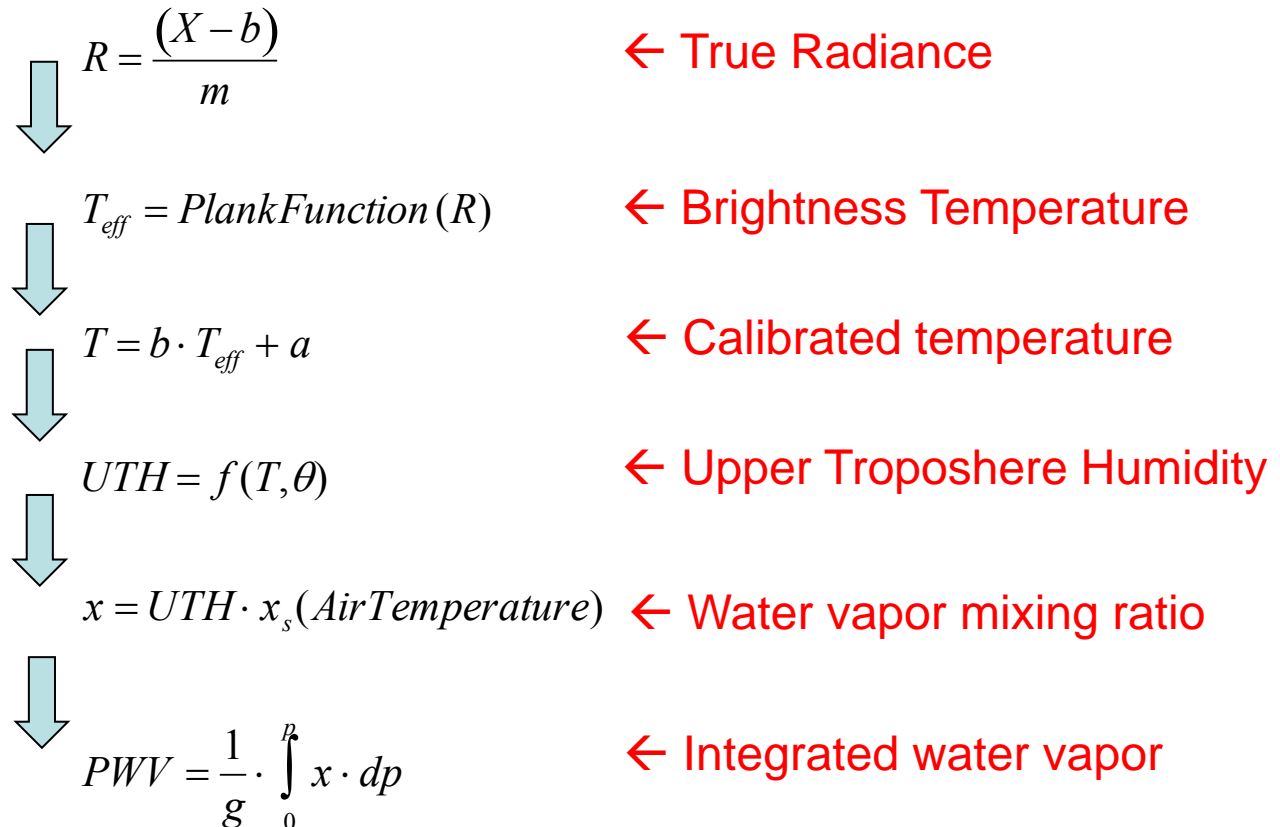 R = (X − b) / m ← True Radiance
T_eff = PlankFunction (R) ← Brightness Temperature
T = b · T_eff + a ← Calibrated temperature
UTH = f (T, θ) ← Upper Troposhere Humidity
x = UTH · x_s (AirTemperature) ← Water vapor mixing ratio
PWV = 1/g · ∫_0^p x · dp ← Integrated water vapor